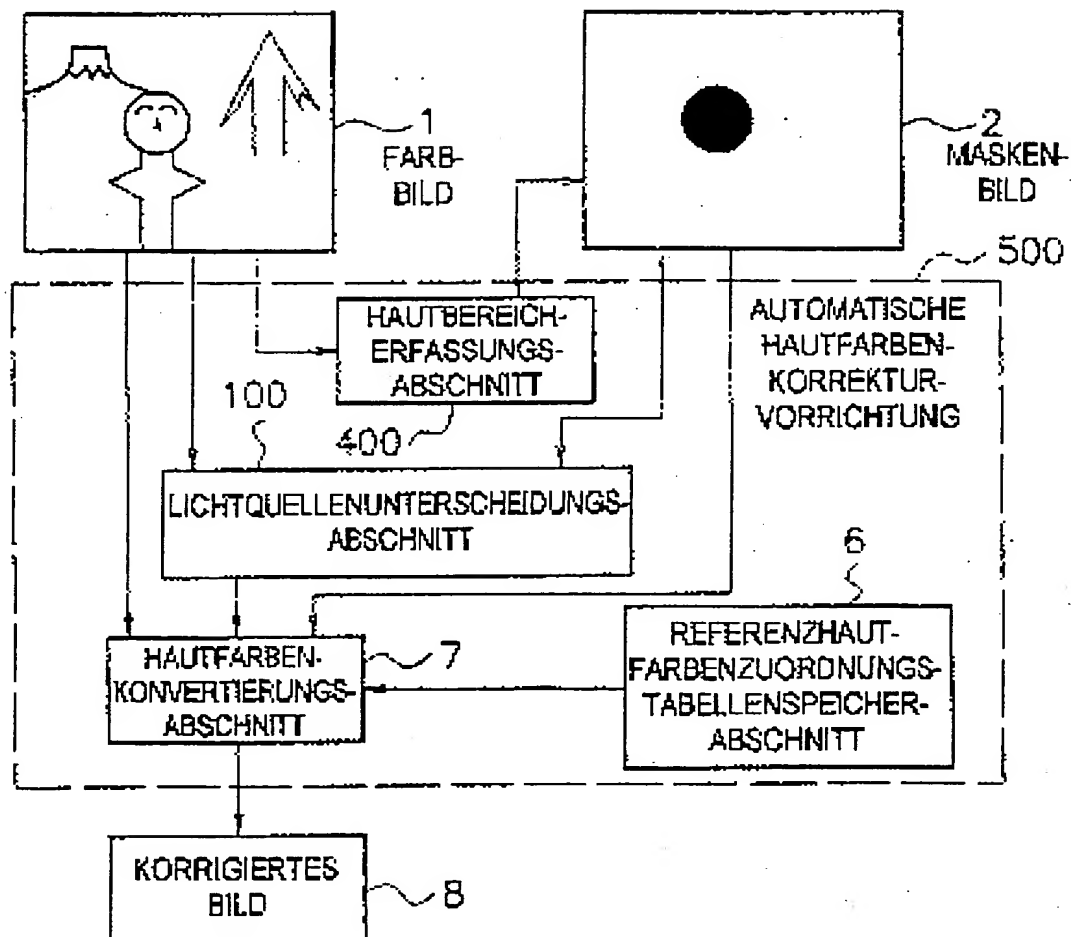 1
FARB-
BILD
2
MASKEN-
BILD
500
AUTOMATISCHE
HAUTFARBEN-
KORREKTUR-
VORRICHTUNG
HAUTBEREICH-
ERFASSUNGS-
ABSCHNITT
400
100
LICHTQUELLENUNTERSCHEIDUNGS-
ABSCHNITT
6
REFERENZHAUT-
FARBENZUORDNUNGS-
TABELLENSPEICHER-
ABSCHNITT
HAUTFARBEN-
KONVERTIERUNGS-
ABSCHNITT
7
KORRIGIERTES
BILD
8